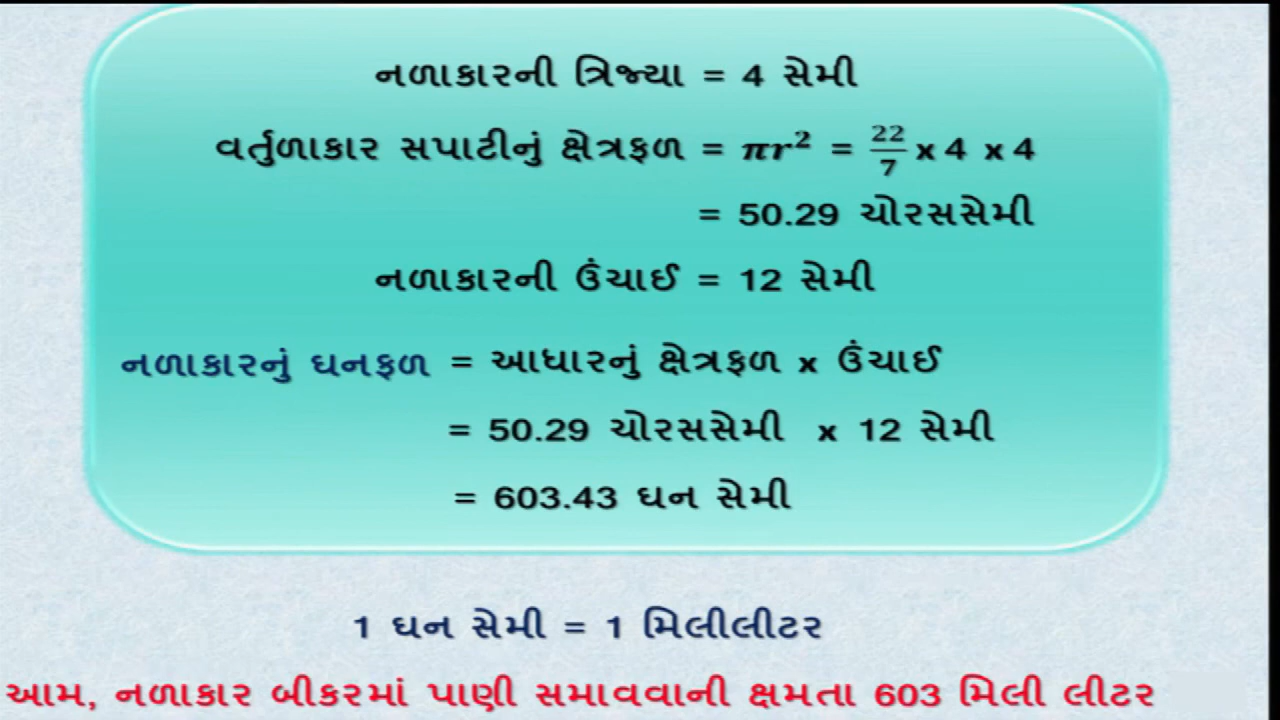 નળાકારની ત્રિજ્યા = 4 સેમી
વર્તુળાકાર સપાટીનું ક્ષેત્રફળ = πr² = 22/7 x 4 x 4
= 50.29 ચોરસસેમી
નળાકારની ઉંચાઈ = 12 સેમી
નળાકારનું ઘનફળ = આધારનું ક્ષેત્રફળ x ઉંચાઈ
= 50.29 ચોરસસેમી x 12 સેમી
= 603.43 ઘન સેમી
1 ઘન સેમી = 1 મિલીલીટર
આમ, નળાકાર બીકરમાં પાણી સમાવવાની ક્ષમતા 603 મિલી લીટર